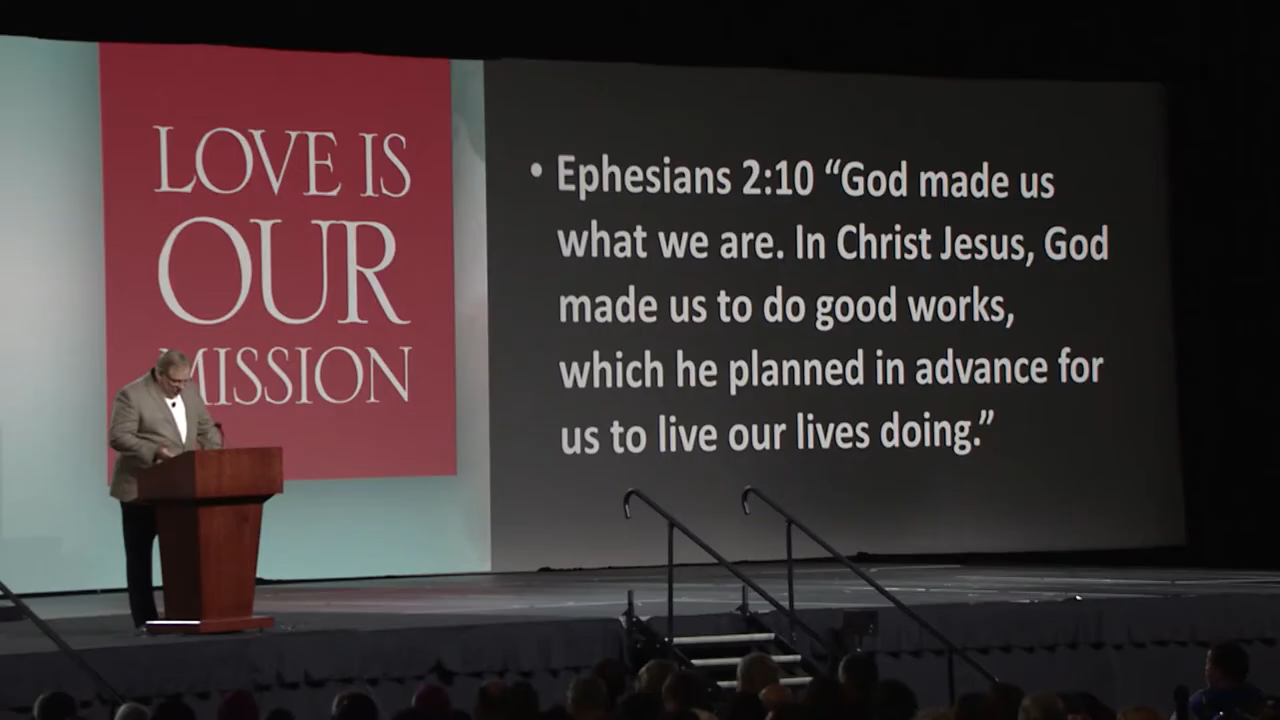 LOVE IS
OUR
MISSION
• Ephesians 2:10 “God made us
what we are. In Christ Jesus, God
made us to do good works,
which he planned in advance for
us to live our lives doing.”